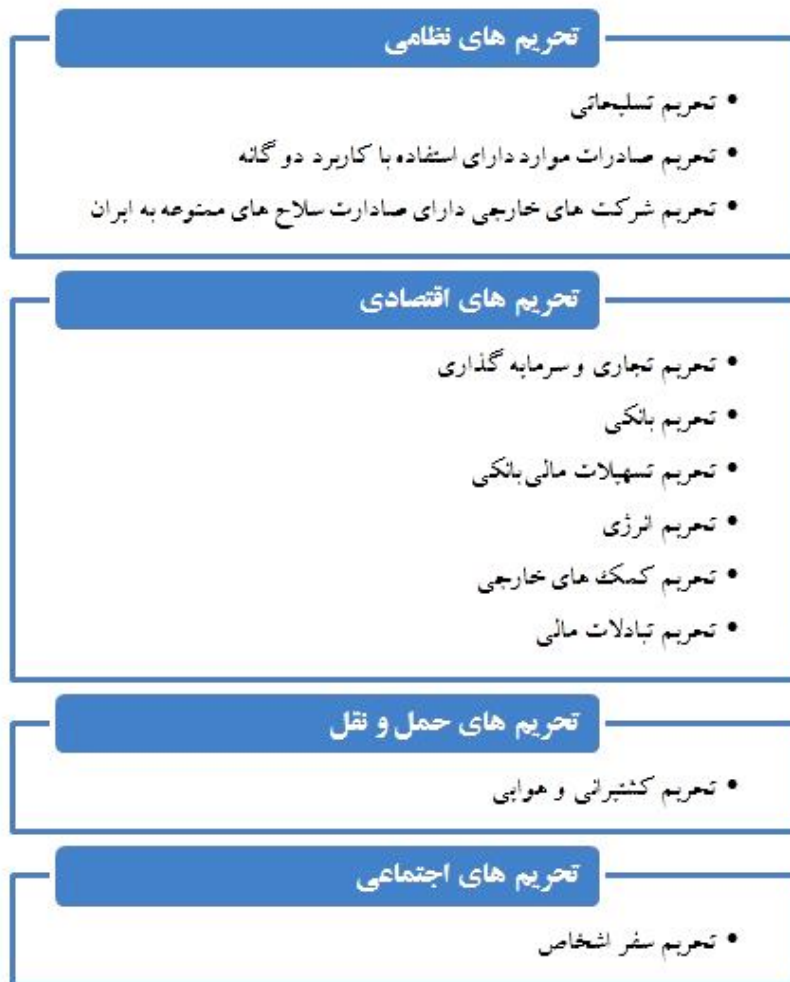 تحریم های نظامی
• تحریم تسلیحاتی
• تحریم صادرات موارد دارای استفاده با کاربرد دو گانه
• تحریم شرکت های خارجی دارای صادارت سلاح های ممنوعه به ایران
تحریم های اقتصادی
• تحریم تجاری و سرمایه گذاری
• تحریم بانکی
• تحریم تسهیلات مالی بانکی
• تحریم انرژی
• تحریم کمک های خارجی
• تحریم تبادلات مالی
تحریم های حمل و نقل
• تحریم کشتیرانی و هوایی
تحریم های اجتماعی
• تحریم سفر اشخاص